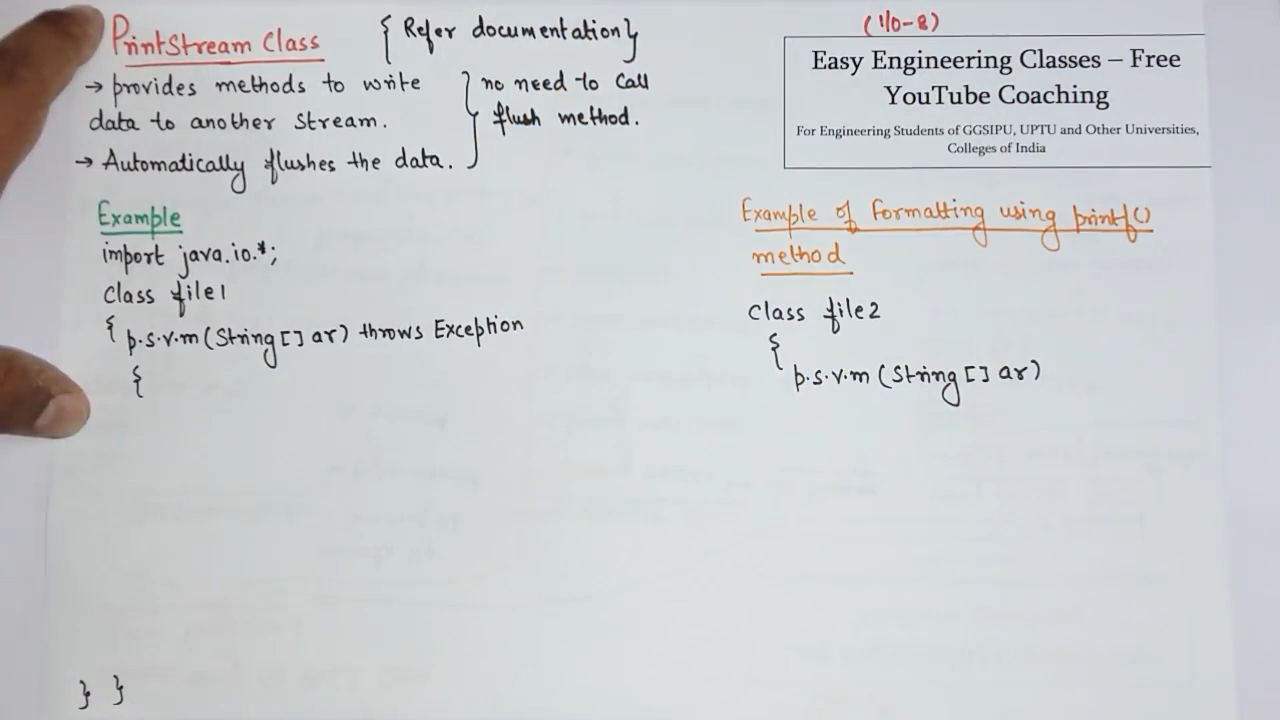 PrintStream Class { Refer documentation}
(I/O-8)
→ provides methods to write
data to another stream.
→ Automatically flushes the data.
} no need to call
flush method.
Easy Engineering Classes – Free
YouTube Coaching
For Engineering Students of GGSIPU, UPTU and Other Universities,
Colleges of India
Example
import java.io.*;
Class file1
{ p.s.v.m (String [] ar) throws Exception
{
} }
Example of Formatting using printf()
method
Class file2
{
p.s.v.m (String [] ar)